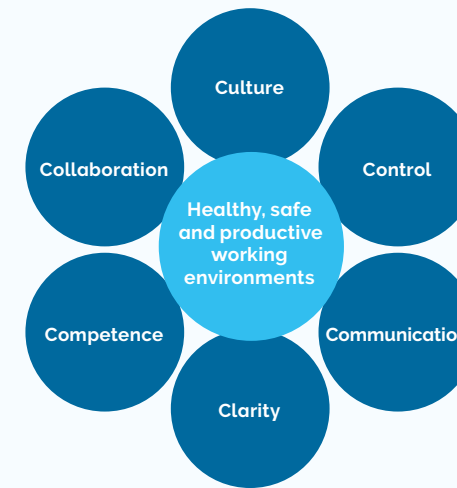 Culture
Collaboration
Control
Healthy, safe
and productive
working
environments
Competence
Communicatio
Clarity